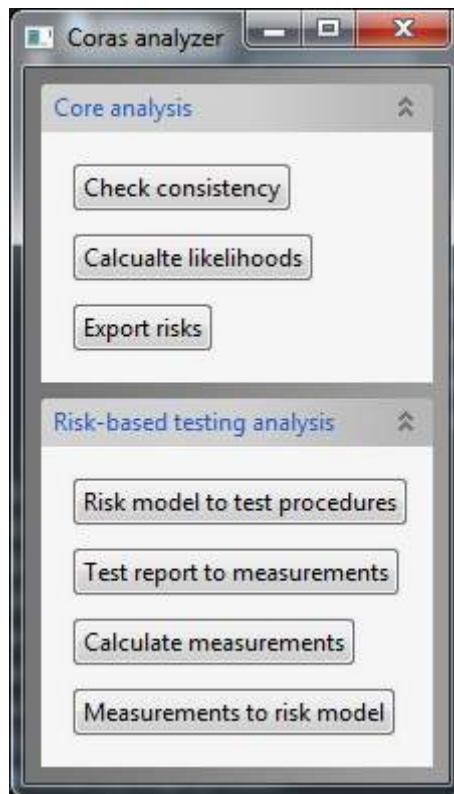 Coras analyzer
Core analysis
Check consistency
Calcualte likelihoods
Export risks
Risk-based testing analysis
Risk model to test procedures
Test report to measurements
Calculate measurements
Measurements to risk model